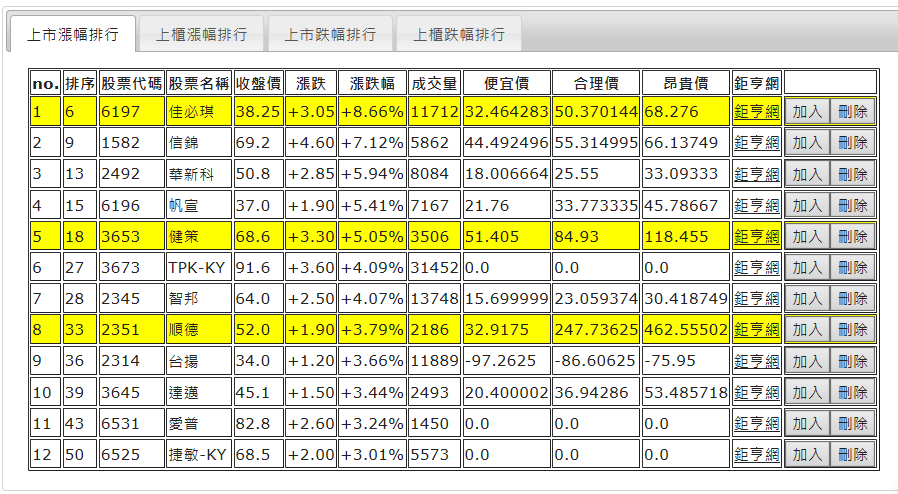 上市漲幅排行 上櫃漲幅排行 上市跌幅排行 上櫃跌幅排行
no. 排序 股票代碼 股票名稱 收盤價 漲跌 漲跌幅 成交量 便宜價 合理價 昂貴價 鉅亨網
1 6 6197 佳必琪 38.25 +3.05 +8.66% 11712 32.464283 50.370144 68.276 鉅亨網 加入 刪除
2 9 1582 信錦 69.2 +4.60 +7.12% 5862 44.492496 55.314995 66.13749 鉅亨網 加入 刪除
3 13 2492 華新科 50.8 +2.85 +5.94% 8084 18.006664 25.55 33.09333 鉅亨網 加入 刪除
4 15 6196 帆宣 37.0 +1.90 +5.41% 7167 21.76 33.773335 45.78667 鉅亨網 加入 刪除
5 18 3653 健策 68.6 +3.30 +5.05% 3506 51.405 84.93 118.455 鉅亨網 加入 刪除
6 27 3673 TPK-KY 91.6 +3.60 +4.09% 31452 0.0 0.0 0.0 鉅亨網 加入 刪除
7 28 2345 智邦 64.0 +2.50 +4.07% 13748 15.699999 23.059374 30.418749 鉅亨網 加入 刪除
8 33 2351 順德 52.0 +1.90 +3.79% 2186 32.9175 247.73625 462.55502 鉅亨網 加入 刪除
9 36 2314 台揚 34.0 +1.20 +3.66% 11889 -97.2625 -86.60625 -75.95 鉅亨網 加入 刪除
10 39 3645 達邁 45.1 +1.50 +3.44% 2493 20.400002 36.94286 53.485718 鉅亨網 加入 刪除
11 43 6531 愛普 82.8 +2.60 +3.24% 1450 0.0 0.0 0.0 鉅亨網 加入 刪除
12 50 6525 捷敏-KY 68.5 +2.00 +3.01% 5573 0.0 0.0 0.0 鉅亨網 加入 刪除